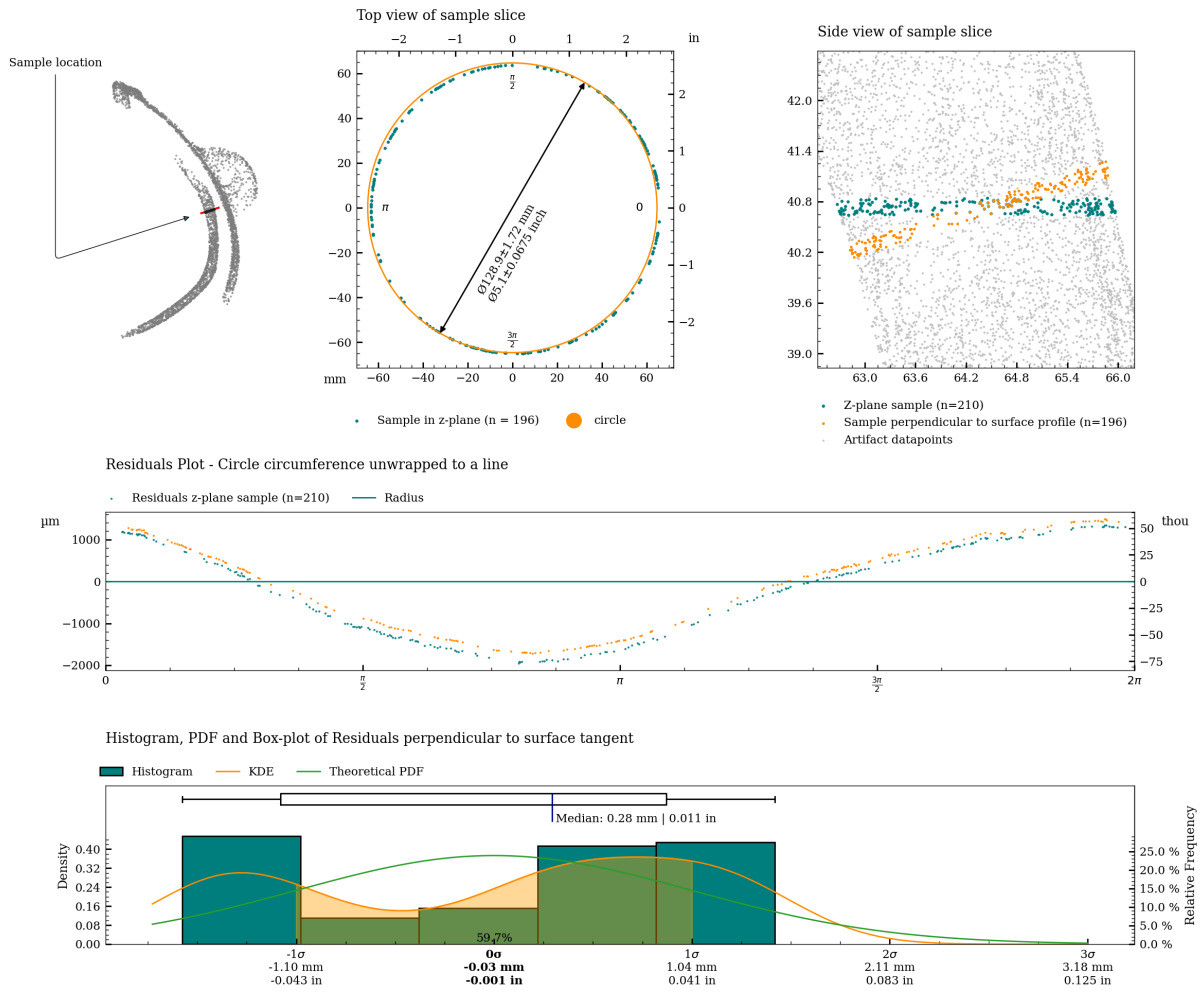 Sample location
Top view of sample slice
−2 −1 0 1 2 in
60
40
20
0
−20
−40
−60
mm
−60 −40 −20 0 20 40 60
2
1
0
−1
−2
π/2
π
0
3π/2
Ø128.9±1.72 mm
Ø5.1±0.0675 inch
Sample in z-plane (n = 196)
circle
Side view of sample slice
42.0
41.4
40.8
40.2
39.6
39.0
63.0 63.6 64.2 64.8 65.4 66.0
Z-plane sample (n=210)
Sample perpendicular to surface profile (n=196)
Artifact datapoints
Residuals Plot - Circle circumference unwrapped to a line
Residuals z-plane sample (n=210)
Radius
µm
1000
0
−1000
−2000
thou
50
25
0
−25
−50
−75
0 π/2 π 3π/2 2π
Histogram, PDF and Box-plot of Residuals perpendicular to surface tangent
Histogram
KDE
Theoretical PDF
Median: 0.28 mm | 0.011 in
Density
0.40
0.32
0.24
0.16
0.08
0.00
Relative Frequency
25.0 %
20.0 %
15.0 %
10.0 %
5.0 %
0.0 %
59.7%
-1σ 0σ 1σ 2σ 3σ
-1.10 mm -0.03 mm 1.04 mm 2.11 mm 3.18 mm
-0.043 in -0.001 in 0.041 in 0.083 in 0.125 in